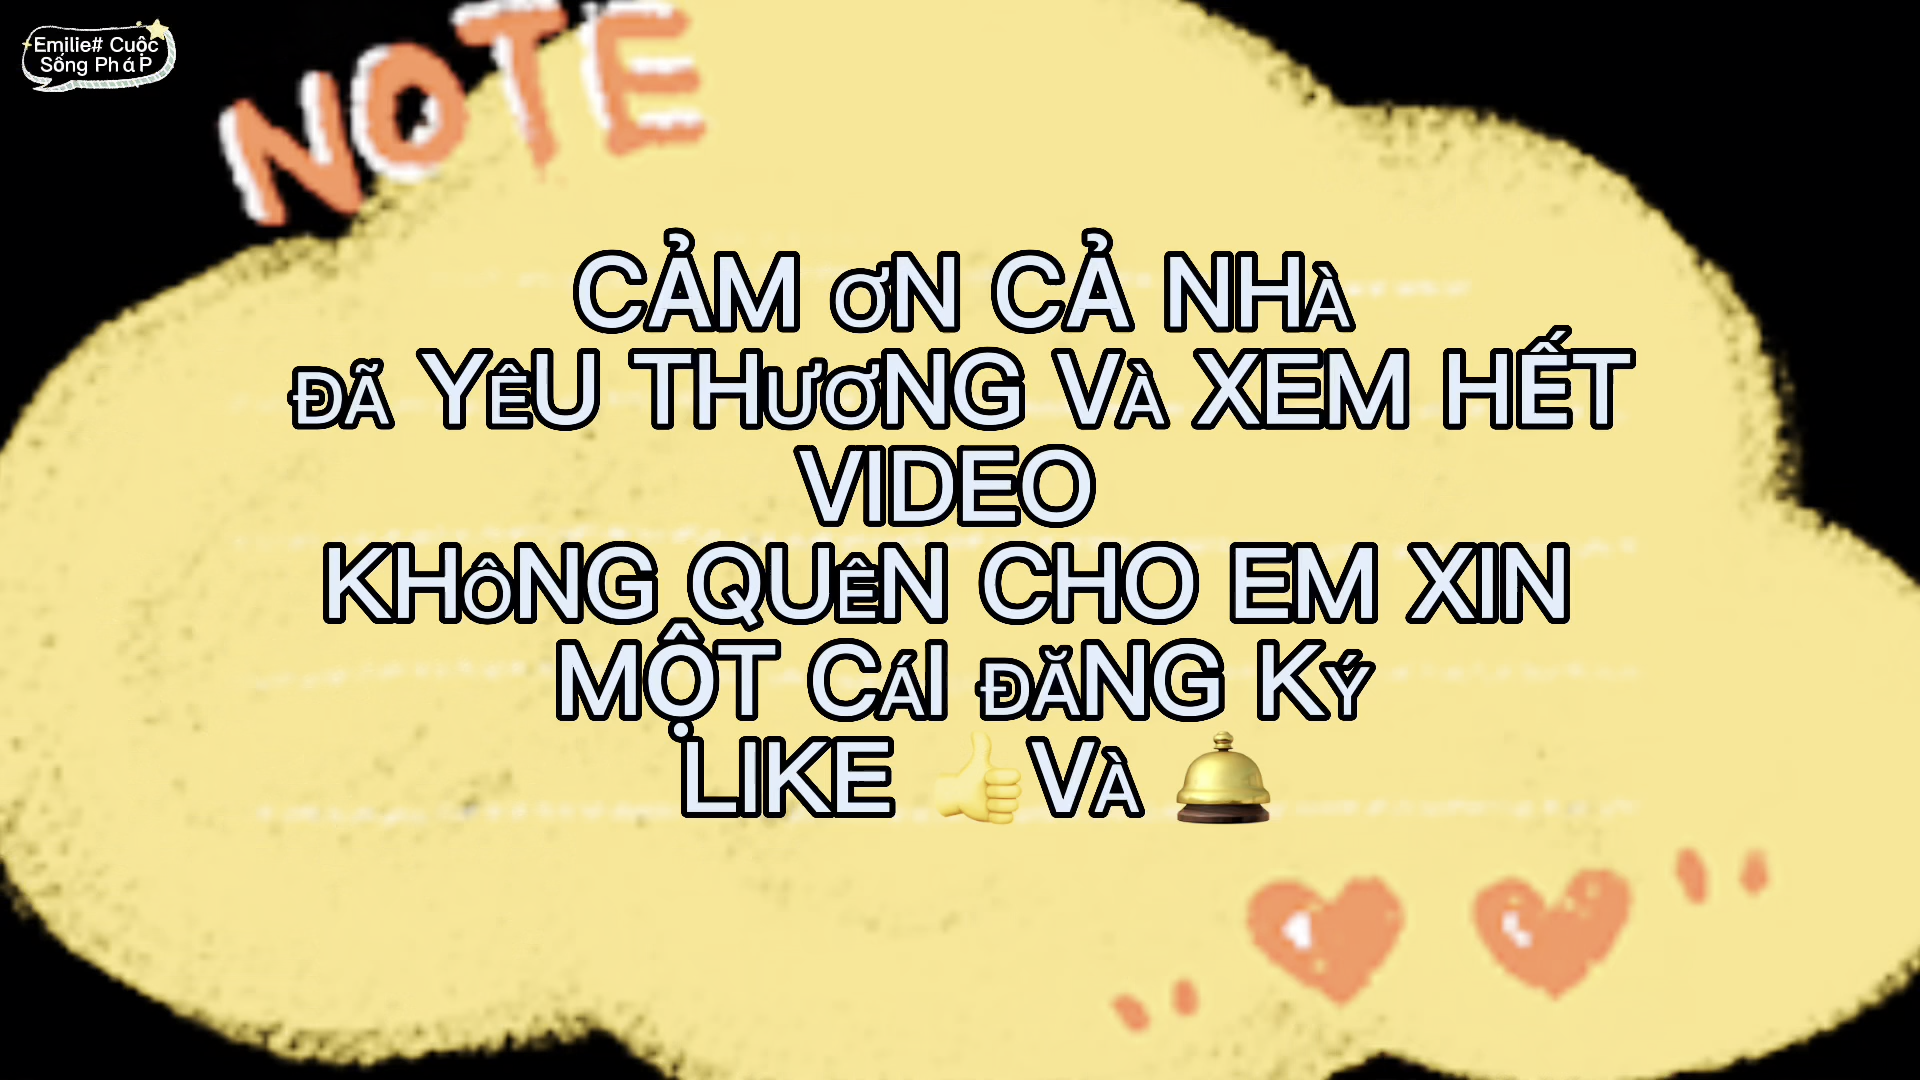 Emilie# Cuộc
Sống Pháp
NOTE
CẢM ƠN CẢ NHÀ
ĐÃ YÊU THƯƠNG VÀ XEM HẾT
VIDEO
KHÔNG QUÊN CHO EM XIN
MỘT CÁI ĐĂNG KÝ
LIKE 👍VÀ 🛎️